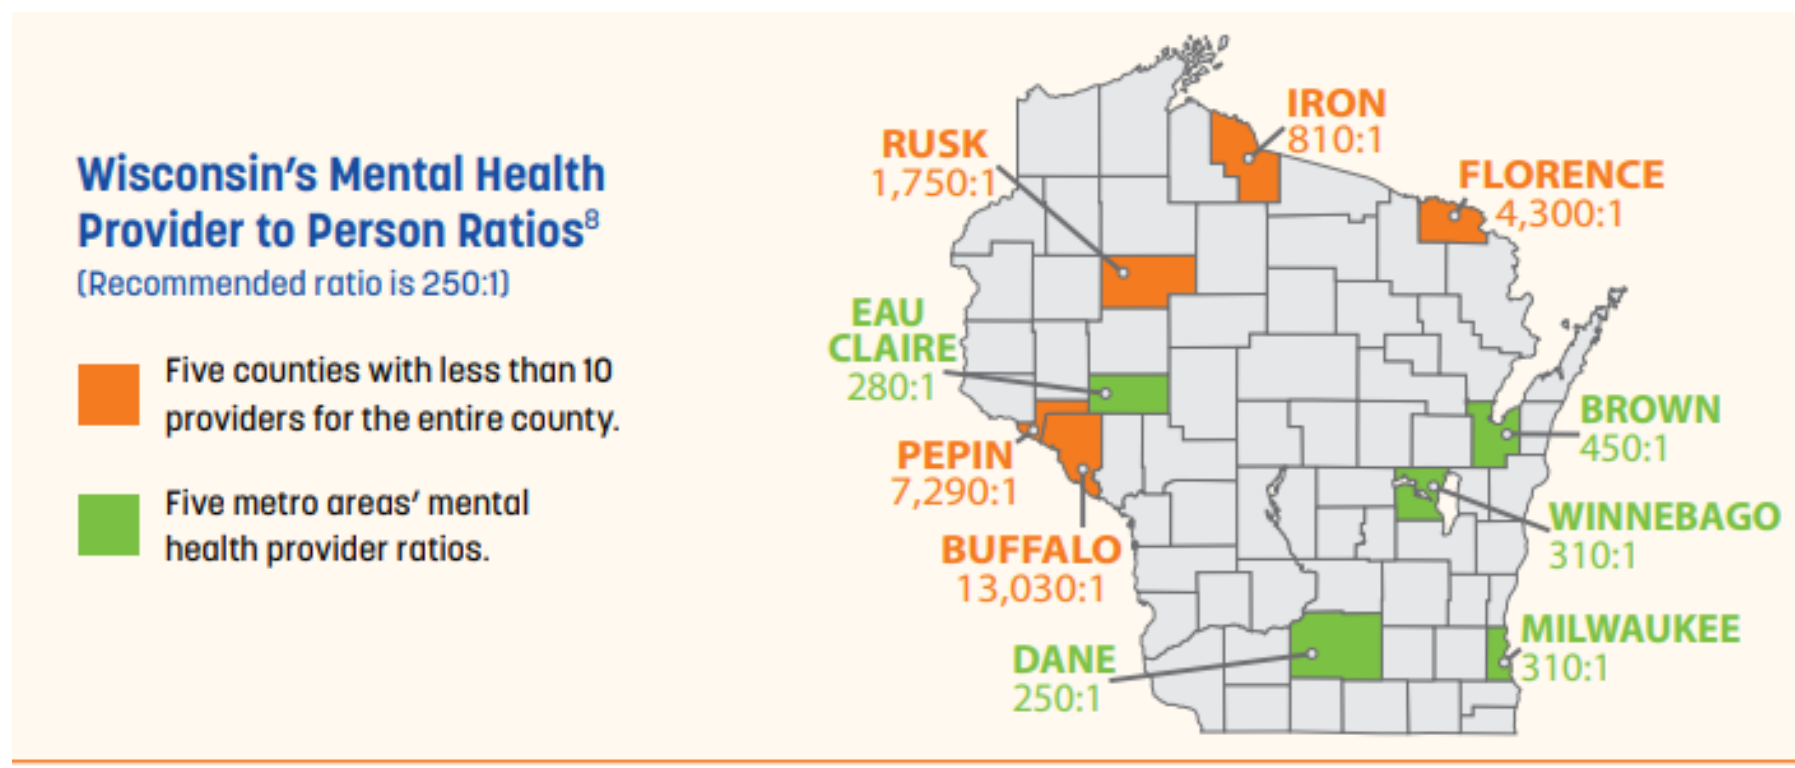 Wisconsin's Mental Health
Provider to Person Ratios8
(Recommended ratio is 250:1)
Five counties with less than 10
providers for the entire county.
Five metro areas' mental
health provider ratios.
IRON
810:1
RUSK
1,750:1
FLORENCE
4,300:1
EAU
CLAIRE
280:1
BROWN
450:1
PEPIN
7,290:1
WINNEBAGO
310:1
BUFFALO
13,030:1
MILWAUKEE
310:1
DANE
250:1